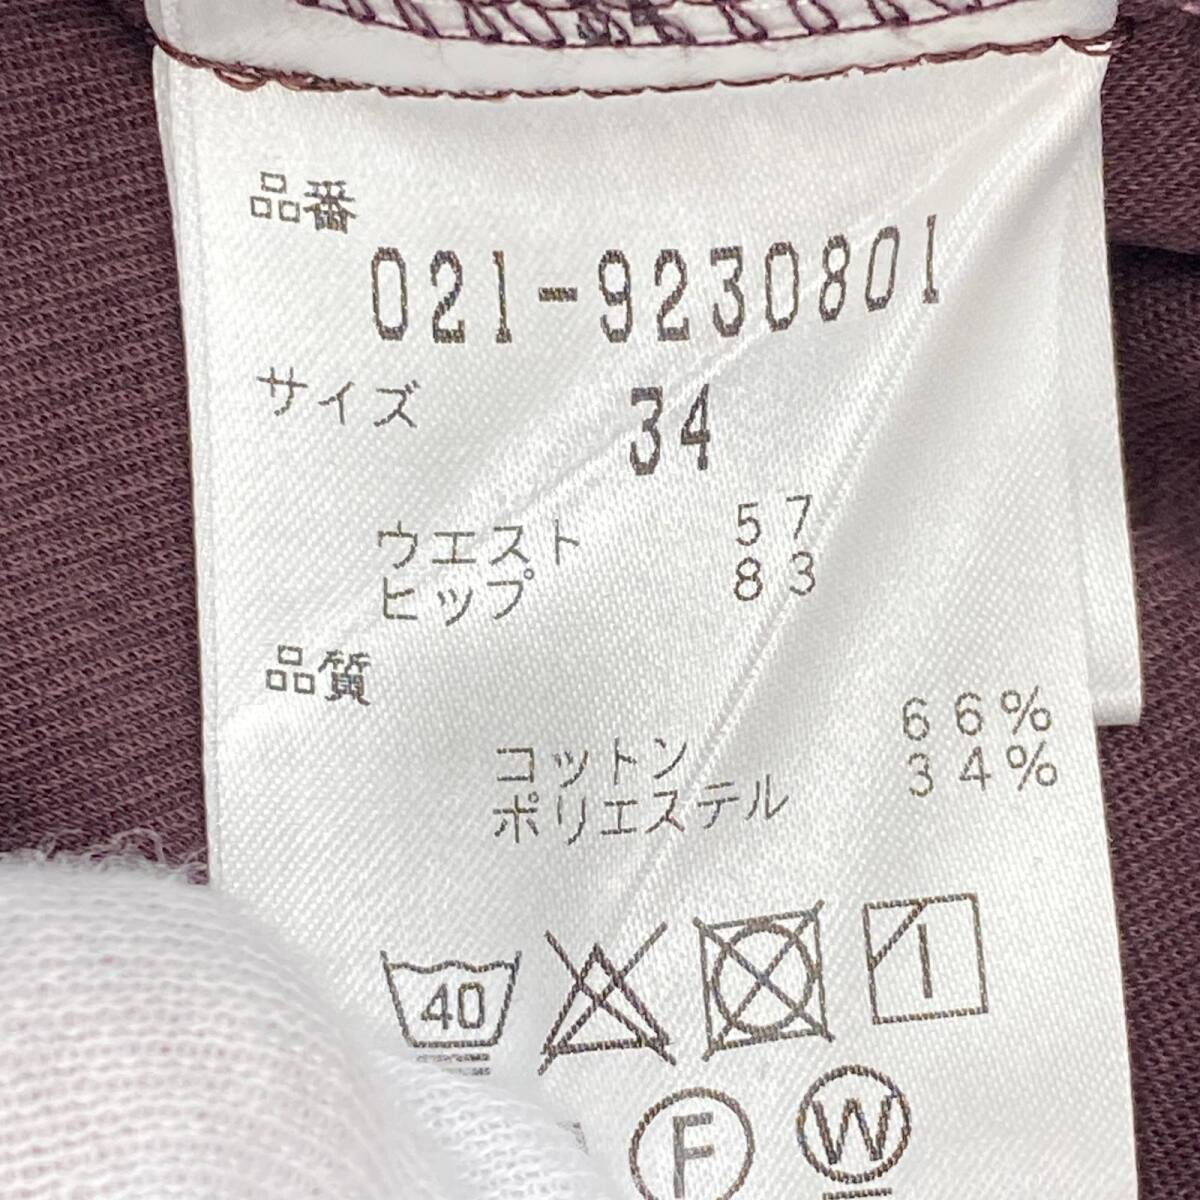 品番
021-9230801
サイズ 34
ウエスト 57
ヒップ 83
品質
コットン 66%
ポリエステル 34%
40
F W